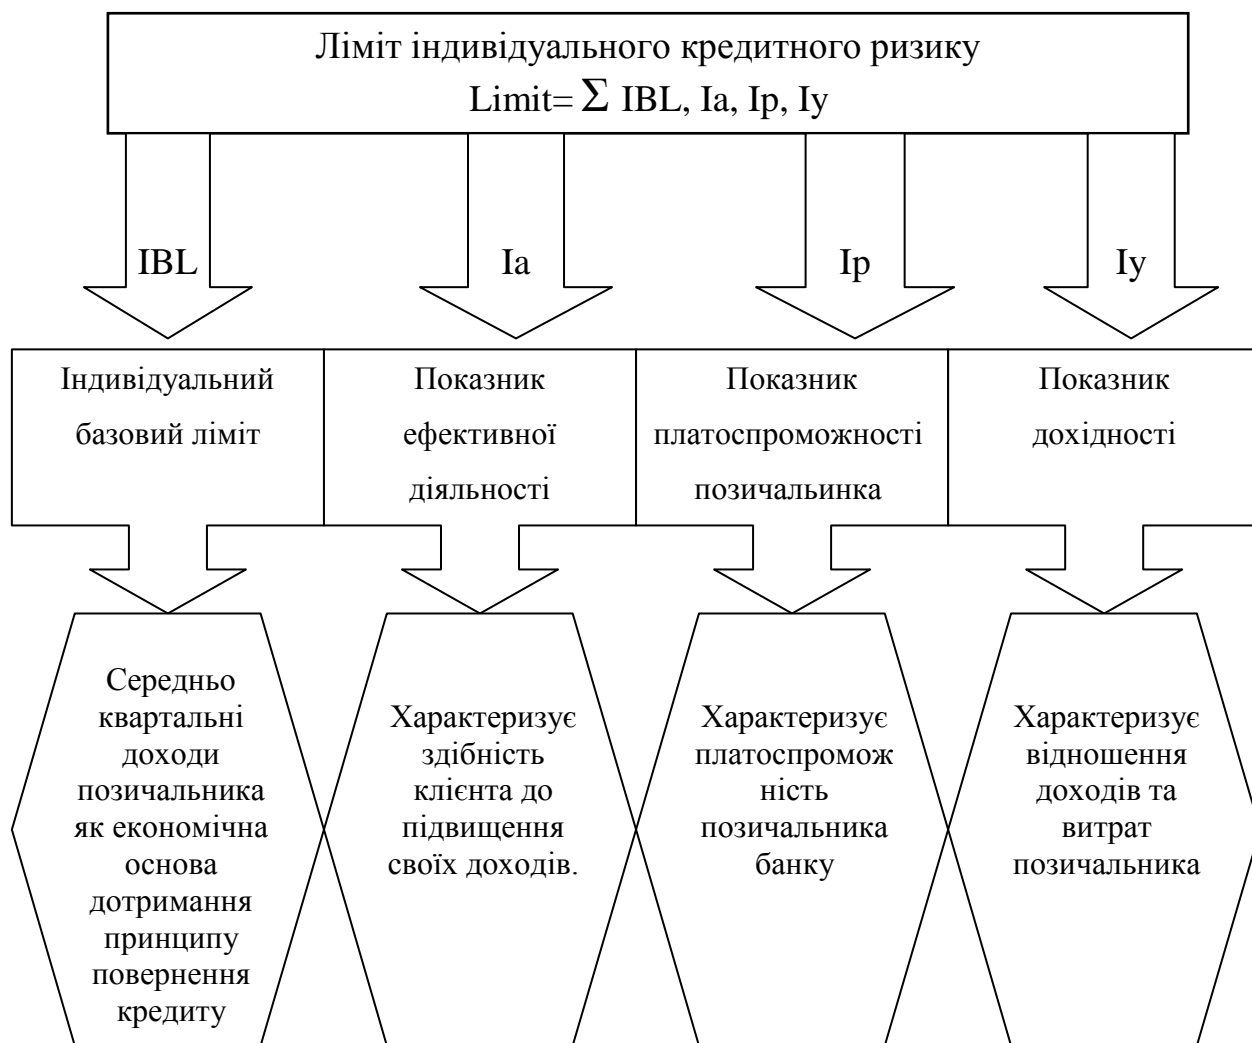 Ліміт індивідуального кредитного ризику
Limit= Σ IBL, Ia, Ip, Iy
IBL
Ia
Ip
Iy
Індивідуальний
базовий ліміт
Показник
ефективної
діяльності
Показник
платоспроможності
позичальинка
Показник
дохідності
Середньо
квартальні
доходи
позичальника
як економічна
основа
дотримання
принципу
повернення
кредиту
Характеризує
здібність
клієнта до
підвищення
своїх доходів.
Характеризує
платоспромож
ність
позичальника
банку
Характеризує
відношення
доходів та
витрат
позичальника